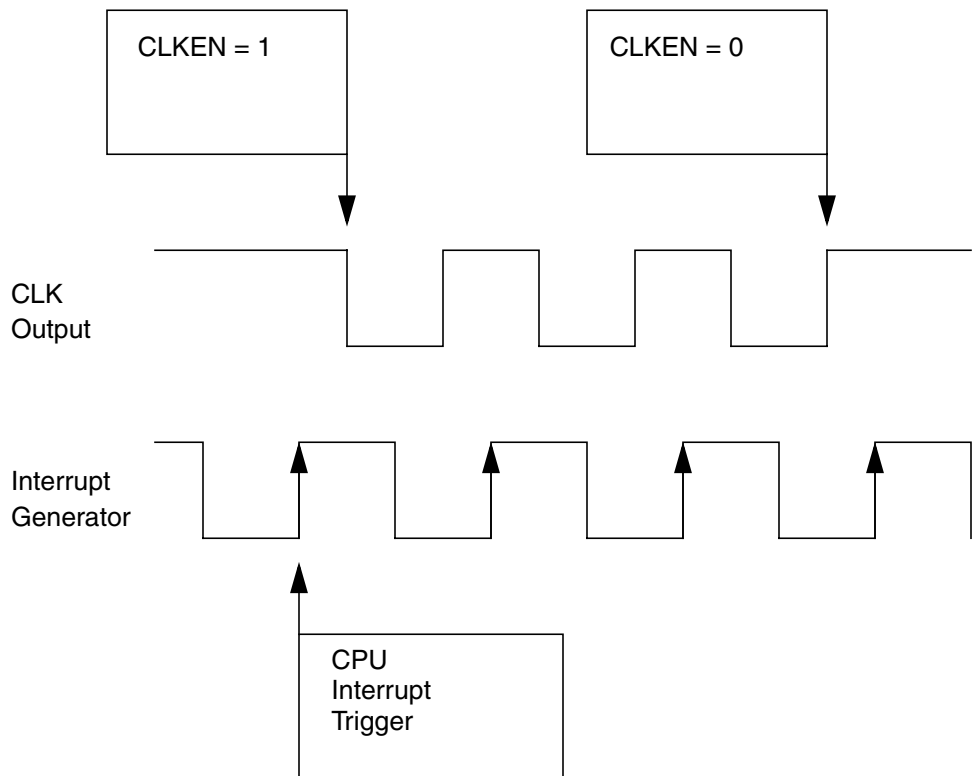 CLKEN = 1
CLKEN = 0
CLK
Output
Interrupt
Generator
CPU
Interrupt
Trigger